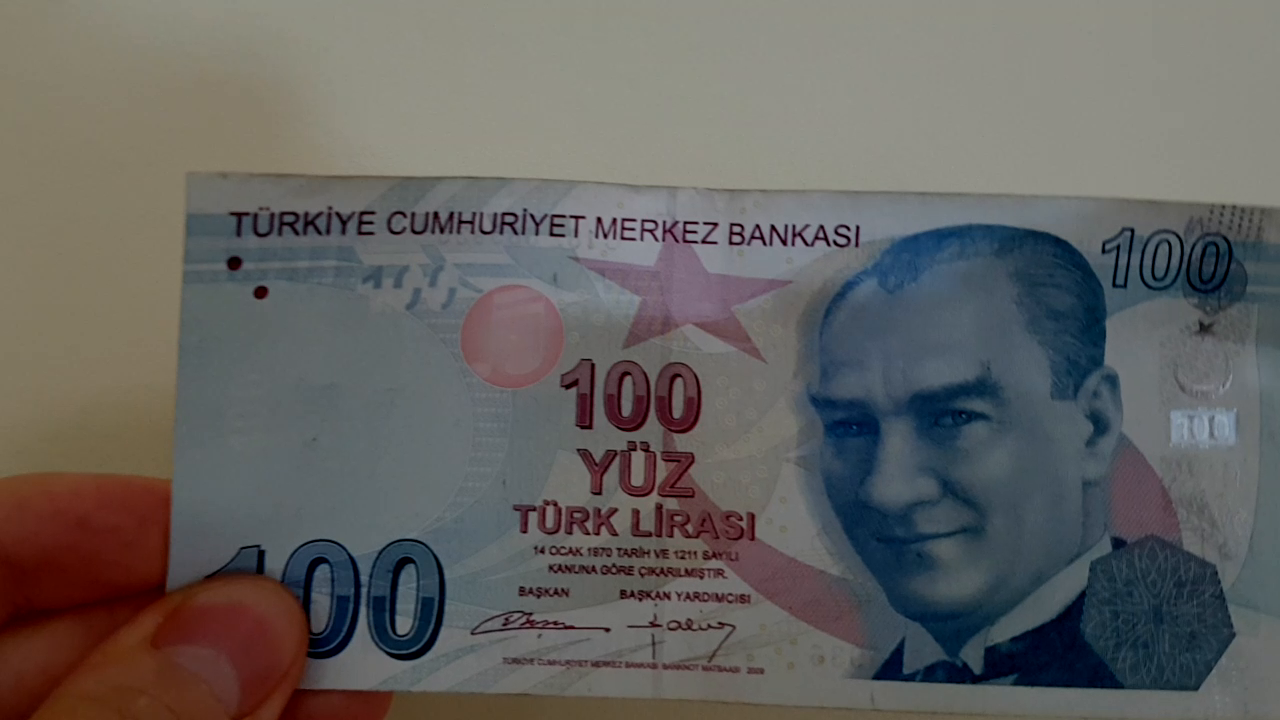 TÜRKİYE CUMHURİYET MERKEZ BANKASI
100
100
YÜZ
TÜRK LİRASI
14 OCAK 1970 TARİH VE 1211 SAYILI
KANUNA GÖRE ÇIKARILMIŞTIR.
BAŞKAN BAŞKAN YARDIMCISI
100
100
TÜRKİYE CUMHURİYET MERKEZ BANKASI BANKNOT MATBAASI 2009